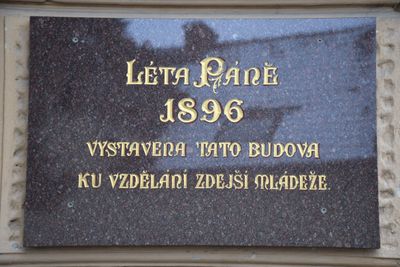 Léta Páně
1896
vystavena tato budova
ku vzdělání zdejší mládeže.